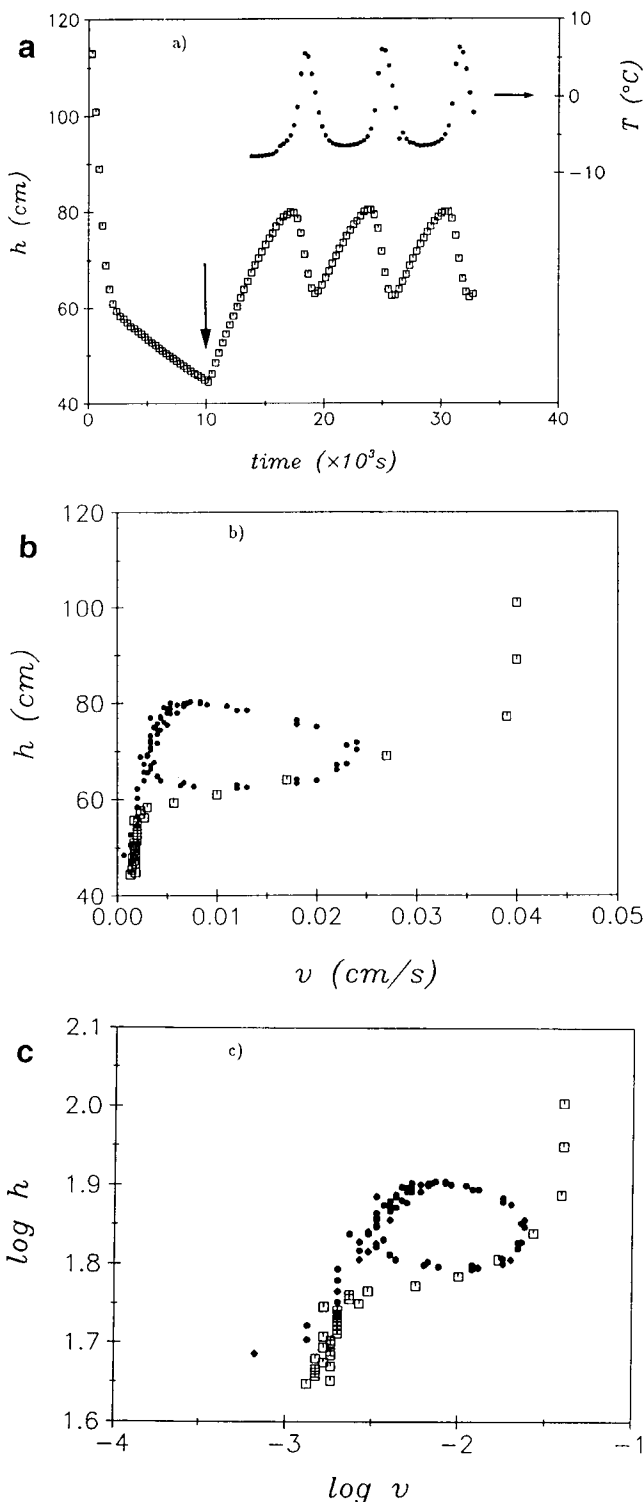 a
a)
120
100
80
60
40
h (cm)
10
0
−10
T (°C)
0
10
20
30
40
time (×10³s)
b
b)
120
100
80
60
40
h (cm)
0.00
0.01
0.02
0.03
0.04
0.05
v (cm/s)
c
c)
2.1
2.0
1.9
1.8
1.7
1.6
log h
−4
−3
−2
−1
log v